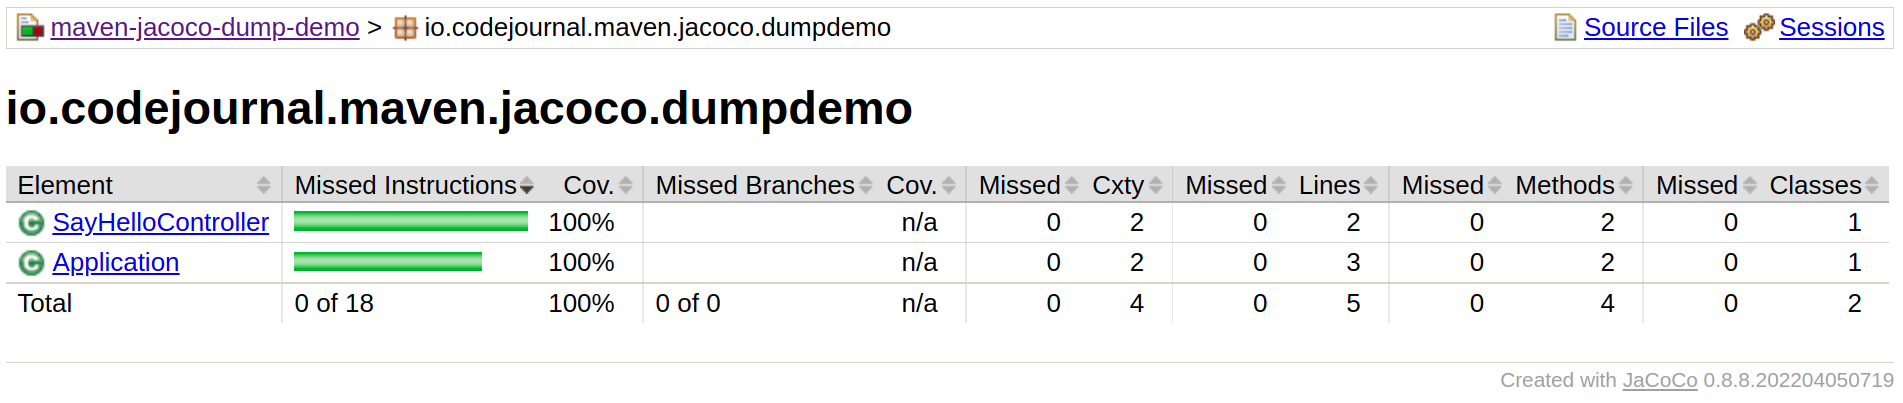 maven-jacoco-dump-demo > io.codejournal.maven.jacoco.dumpdemo Source Files Sessions
io.codejournal.maven.jacoco.dumpdemo
Element Missed Instructions Cov. Missed Branches Cov. Missed Cxty Missed Lines Missed Methods Missed Classes
C SayHelloController 100% n/a 0 2 0 2 0 2 0 1
C Application 100% n/a 0 2 0 3 0 2 0 1
Total 0 of 18 100% 0 of 0 n/a 0 4 0 5 0 4 0 2
Created with JaCoCo 0.8.8.202204050719